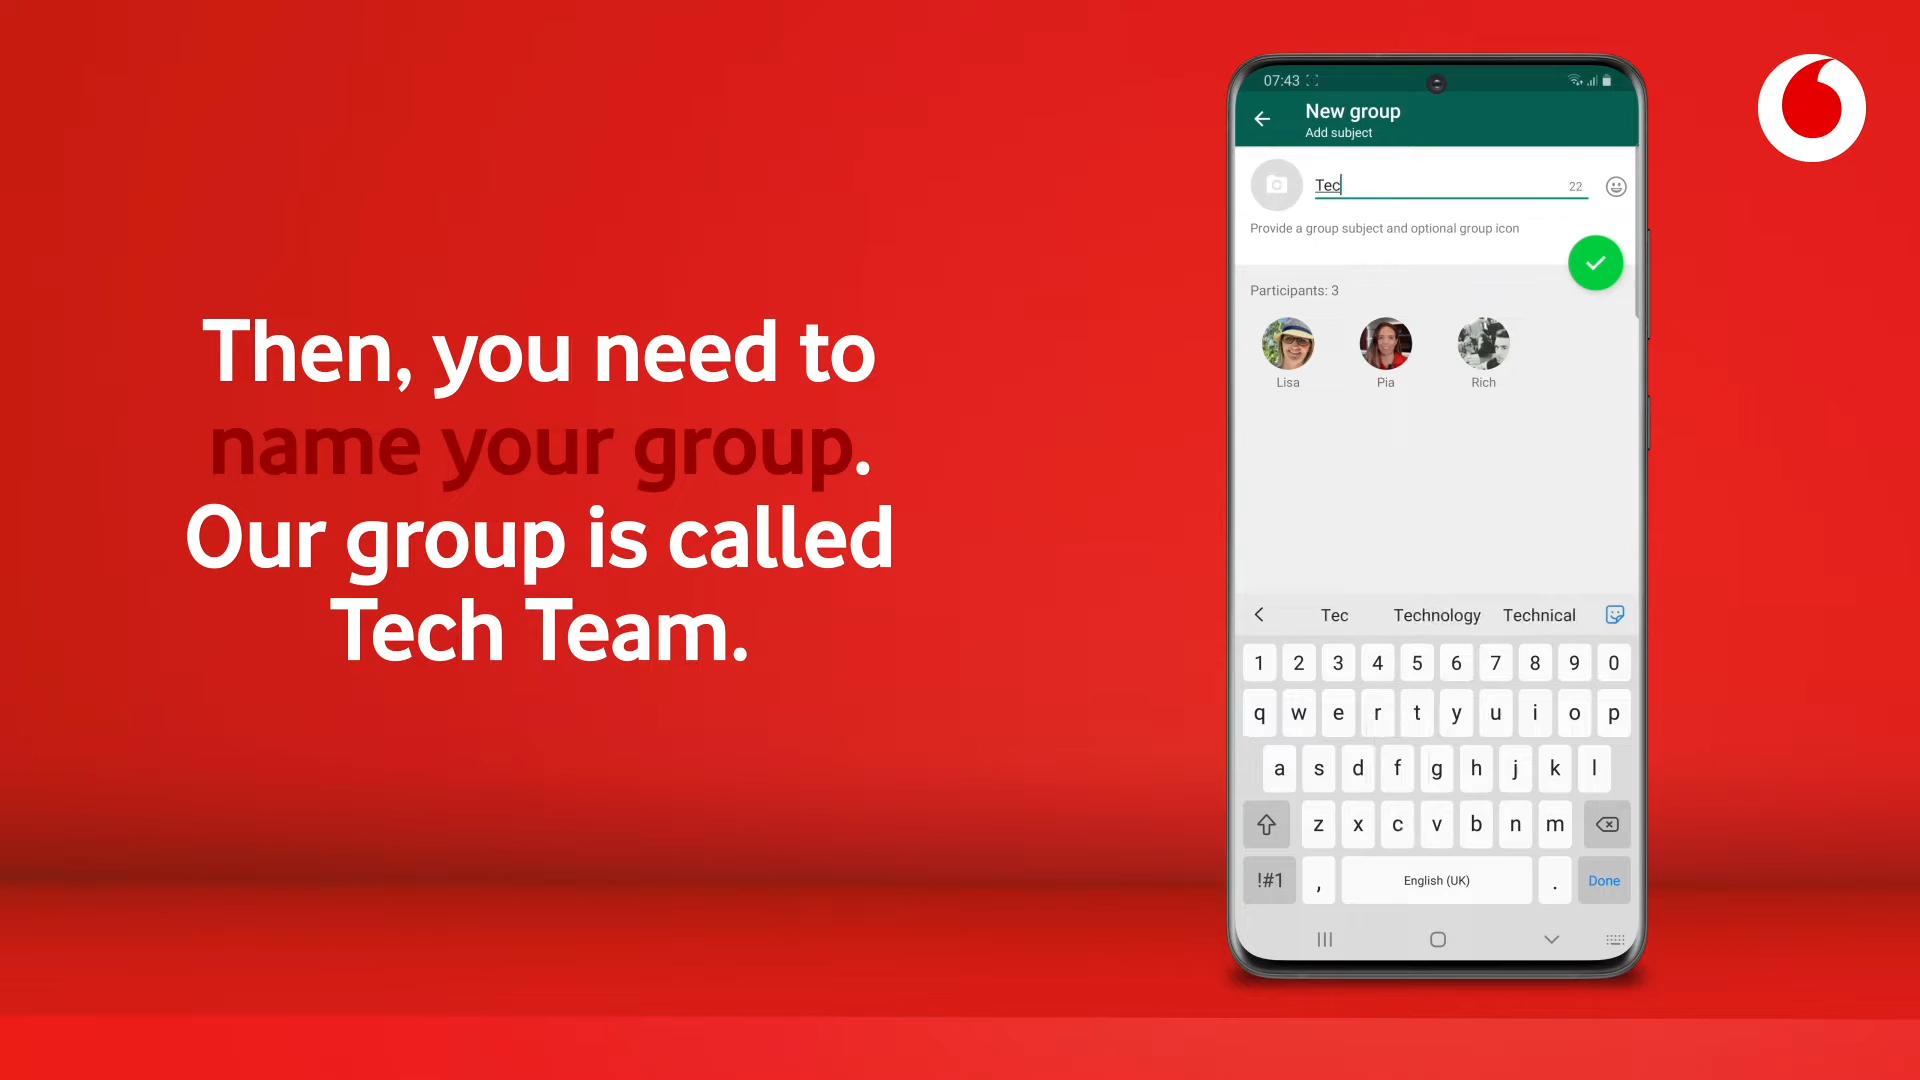 Then, you need to
name your group.
Our group is called
Tech Team.
07:43
New group
Add subject
Tec
22
Provide a group subject and optional group icon
Participants: 3
Lisa
Pia
Rich
Tec
Technology
Technical
1 2 3 4 5 6 7 8 9 0
q w e r t y u i o p
a s d f g h j k l
z x c v b n m
!#1 , English (UK) . Done